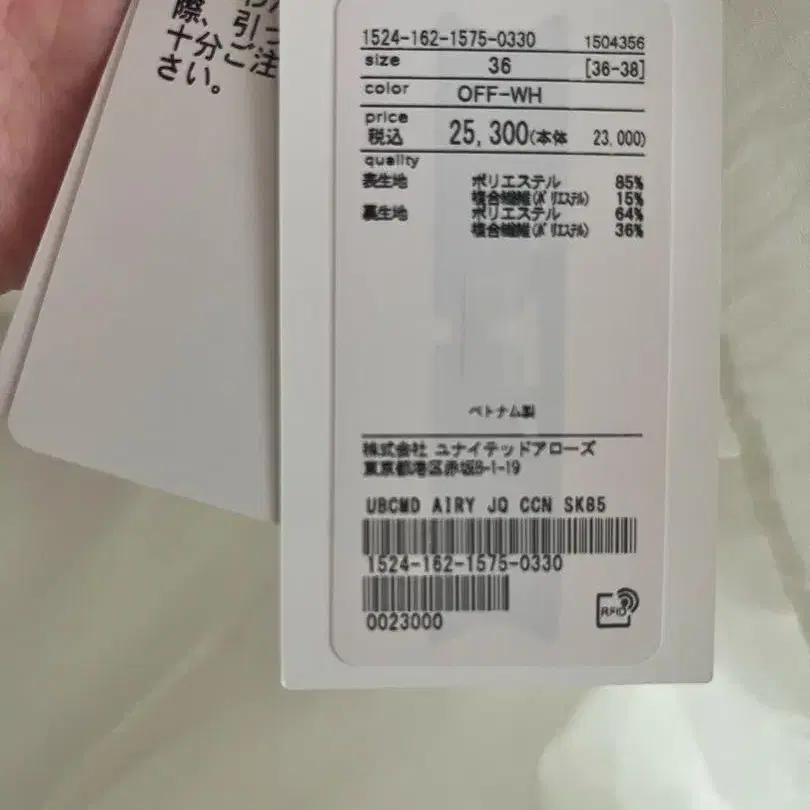 際、引っ
十分ご注
さい。
1524-162-1575-0330 1504356
size 36 [36-38]
color OFF-WH
price
税込 25,300(本体 23,000)
quality
表生地 ポリエステル 85%
複合繊維(ポリエステル) 15%
裏生地 ポリエステル 64%
複合繊維(ポリエステル) 36%
ベトナム製
株式会社 ユナイテッドアローズ
東京都港区赤坂8-1-19
UBCMD AIRY JQ CCN SK85
1524-162-1575-0330
RFID
0023000